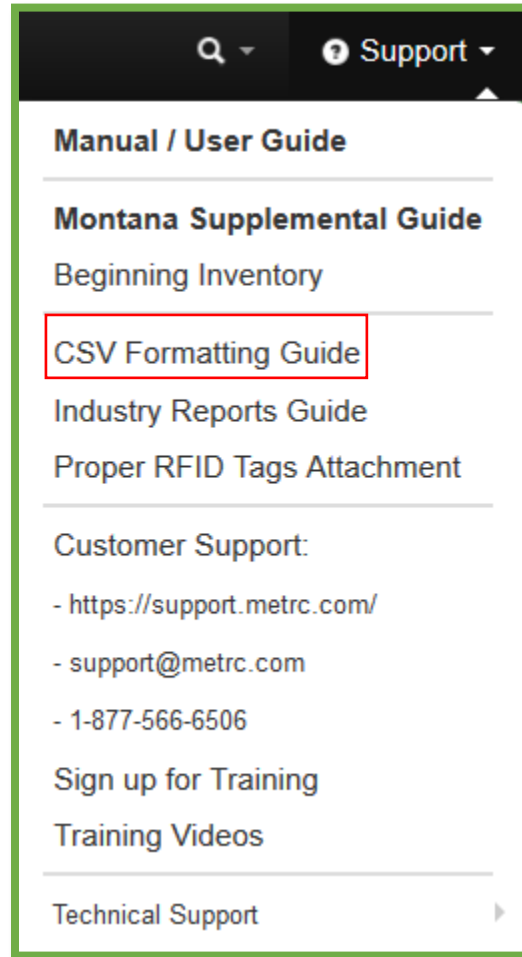 Support
Manual / User Guide
Montana Supplemental Guide
Beginning Inventory
CSV Formatting Guide
Industry Reports Guide
Proper RFID Tags Attachment
Customer Support:
- https://support.metrc.com/
- support@metrc.com
- 1-877-566-6506
Sign up for Training
Training Videos
Technical Support